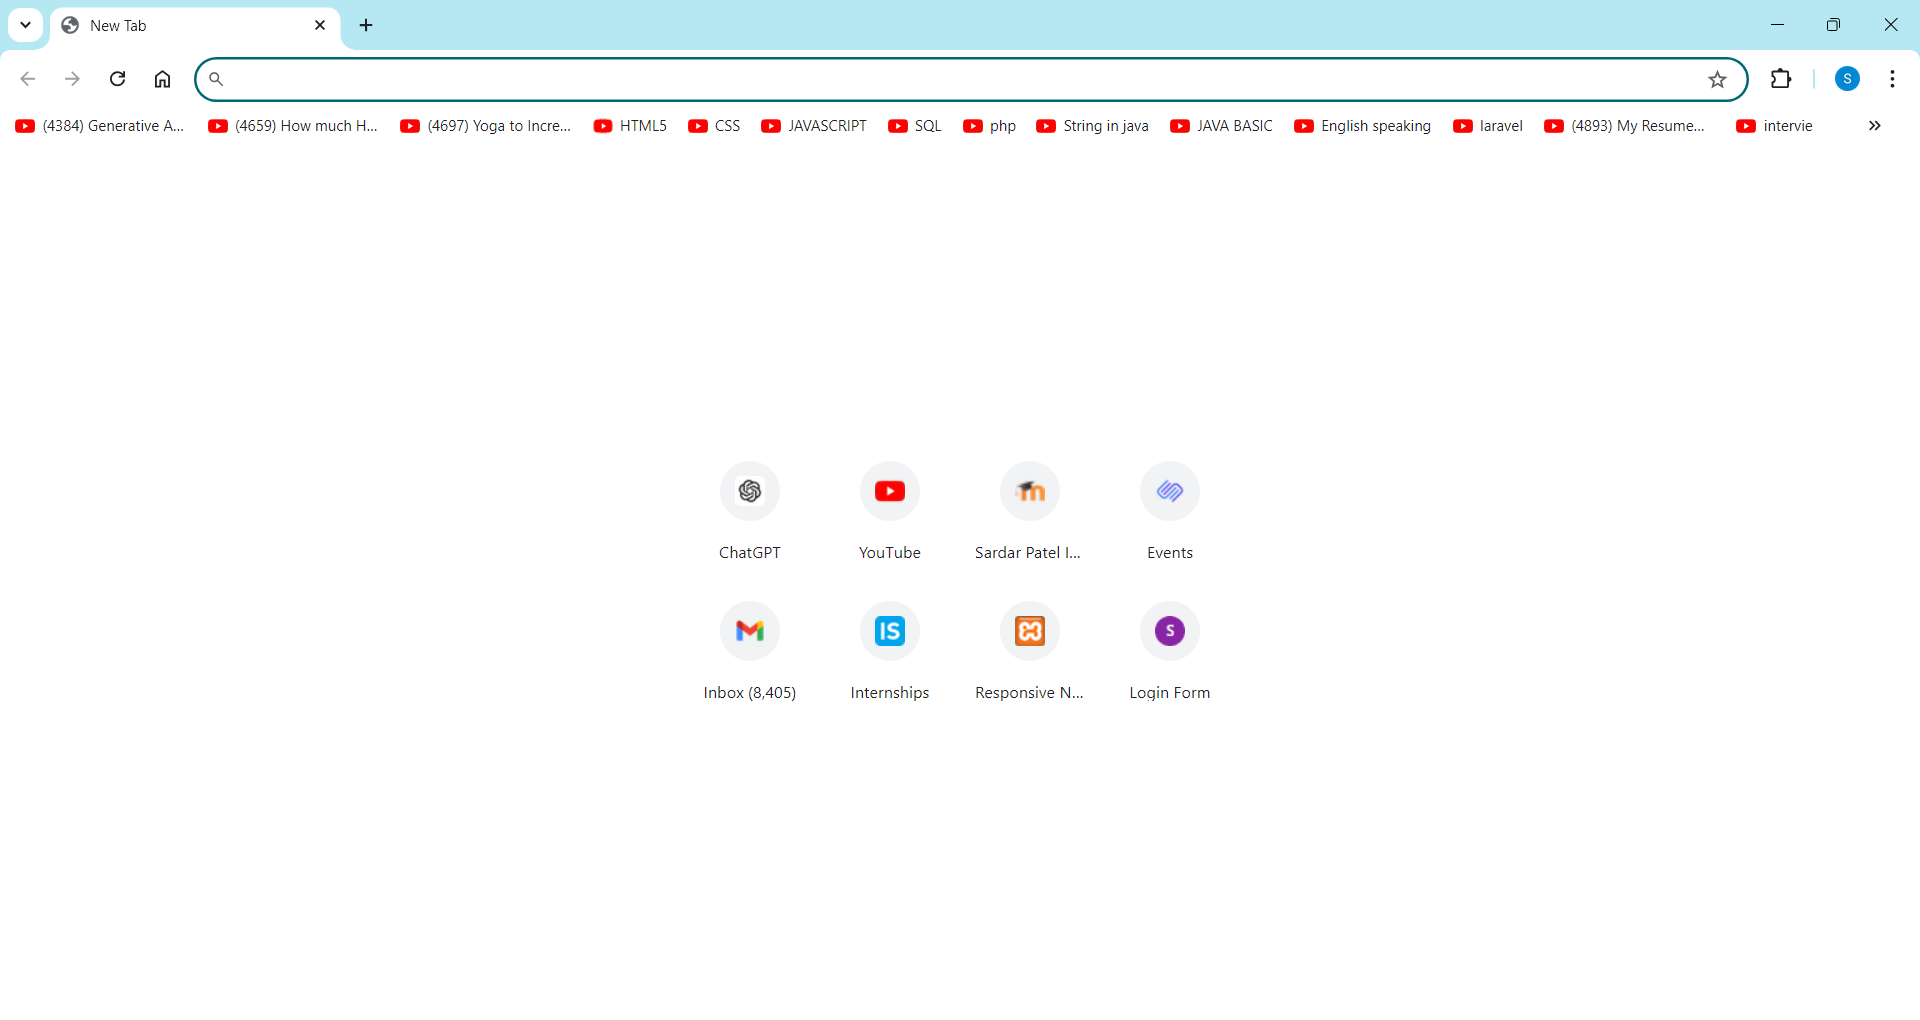 New Tab
S
(4384) Generative A... (4659) How much H... (4697) Yoga to Incre... HTML5 CSS JAVASCRIPT SQL php String in java JAVA BASIC English speaking laravel (4893) My Resume... intervie
ChatGPT YouTube Sardar Patel I... Events
IS S
Inbox (8,405) Internships Responsive N... Login Form